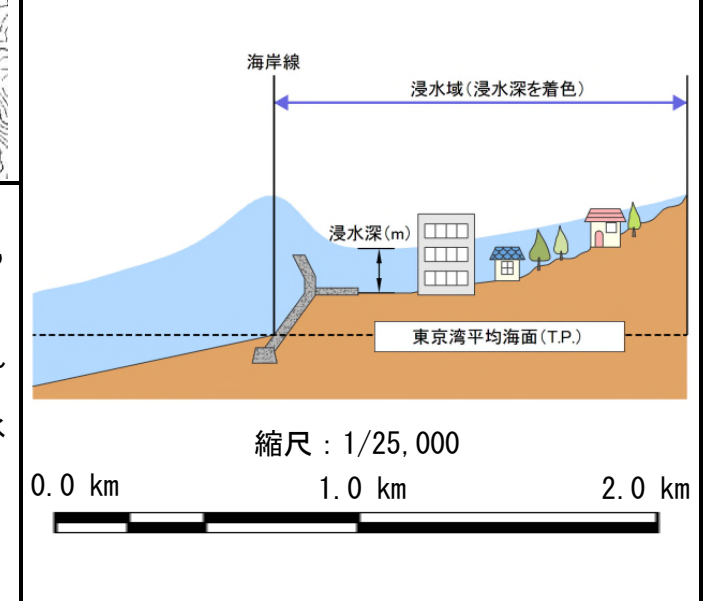 海岸線
浸水域(浸水深を着色)
浸水深(m)
東京湾平均海面(T.P.)
縮尺：1/25,000
0.0 km 1.0 km 2.0 km